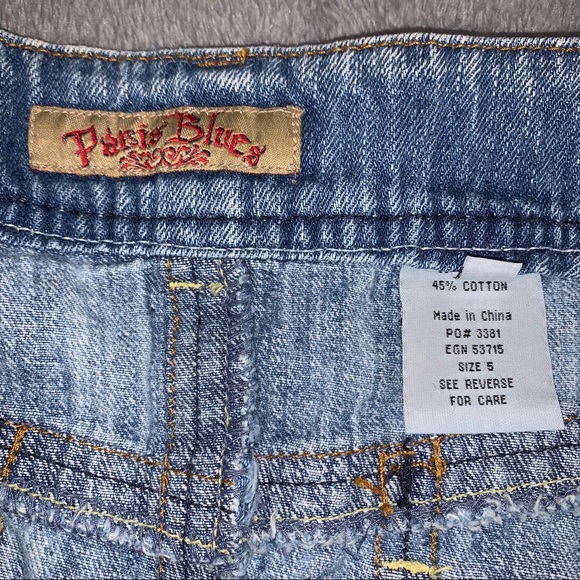 Paris Blues
45% COTTON
Made in China
PO# 3381
EGN 53715
SIZE 5
SEE REVERSE
FOR CARE